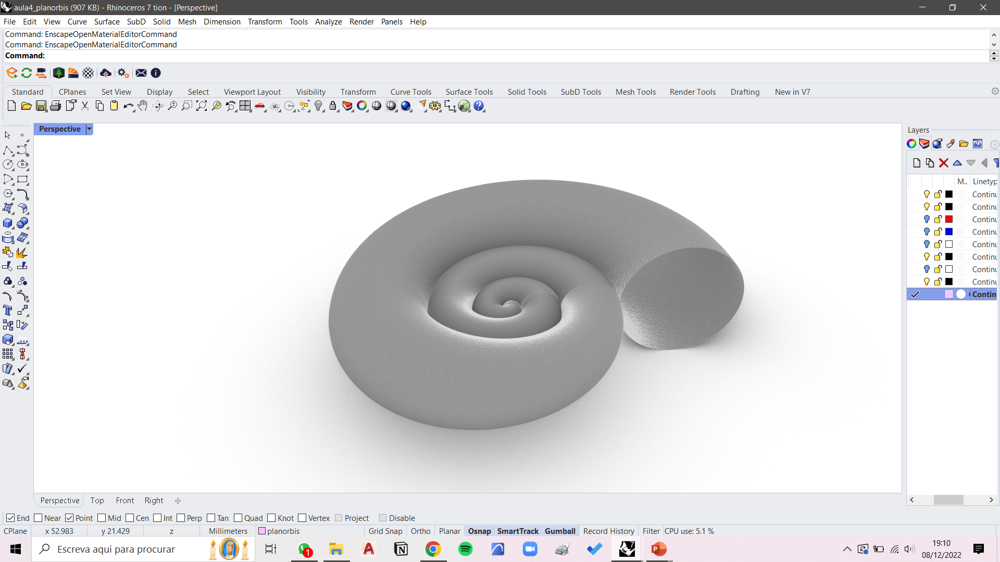 aula4_planorbis (907 KB) - Rhinoceros 7 tion - [Perspective]
File Edit View Curve Surface SubD Solid Mesh Dimension Transform Tools Analyze Render Panels Help
Command: EnscapeOpenMaterialEditorCommand
Command: EnscapeOpenMaterialEditorCommand
Command:
Standard CPlanes Set View Display Select Viewport Layout Visibility Transform Curve Tools Surface Tools Solid Tools SubD Tools Mesh Tools Render Tools Drafting New in V7
Perspective
Layers
M.. Linetyp
Continu
Continu
Continu
Continu
Continu
Continu
Continu
Continu
Contin
Perspective Top Front Right
End Near Point Mid Cen Int Perp Tan Quad Knot Vertex Project Disable
CPlane x 52.983 y 21.429 z Millimeters planorbis Grid Snap Ortho Planar Osnap SmartTrack Gumball Record History Filter CPU use: 5.1 %
Escreva aqui para procurar
1
19:10
08/12/2022